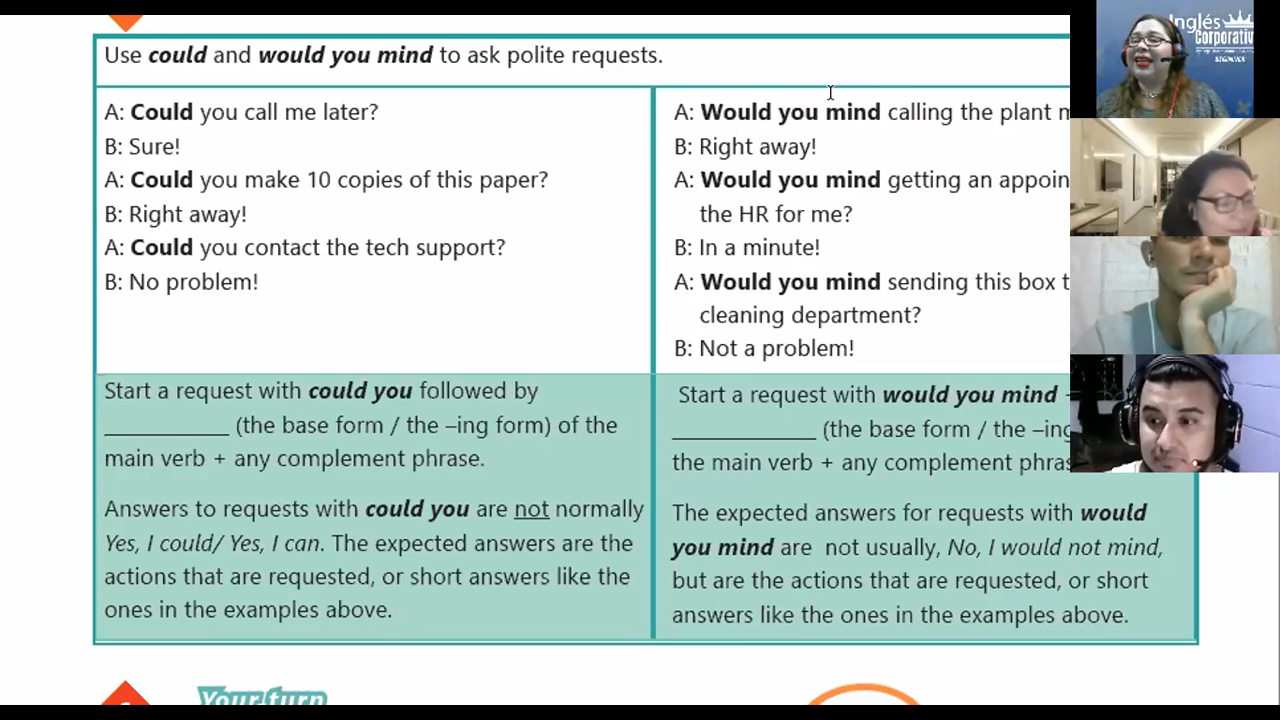 Use could and would you mind to ask polite requests.
A: Could you call me later?
B: Sure!
A: Could you make 10 copies of this paper?
B: Right away!
A: Could you contact the tech support?
B: No problem!
A: Would you mind calling the plant
B: Right away!
A: Would you mind getting an
the HR for me?
B: In a minute!
A: Would you mind sending this box
cleaning department?
B: Not a problem!
Start a request with could you followed by
____________ (the base form / the –ing form) of the
main verb + any complement phrase.
Answers to requests with could you are not normally
Yes, I could/ Yes, I can. The expected answers are the
actions that are requested, or short answers like the
ones in the examples above.
Start a request with would you mind
______________ (the base form / the –ing
the main verb + any complement
The expected answers for requests with would
you mind are not usually, No, I would not mind,
but are the actions that are requested, or short
answers like the ones in the examples above.
Your turn
Inglés
Corporativo
BEGINNER